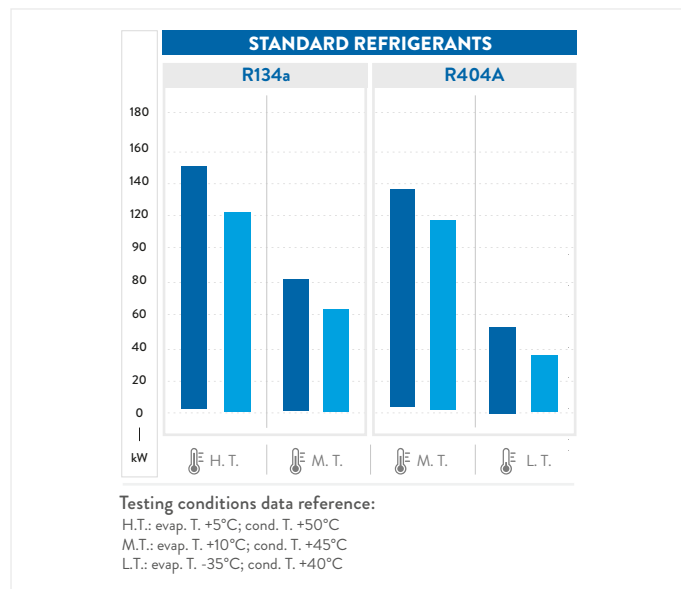 STANDARD REFRIGERANTS
R134a R404A
180
160
140
120
90
80
60
40
20
0
kW
H. T. M. T. M. T. L. T.
Testing conditions data reference:
H.T.: evap. T. +5°C; cond. T. +50°C
M.T.: evap. T. +10°C; cond. T. +45°C
L.T.: evap. T. -35°C; cond. T. +40°C